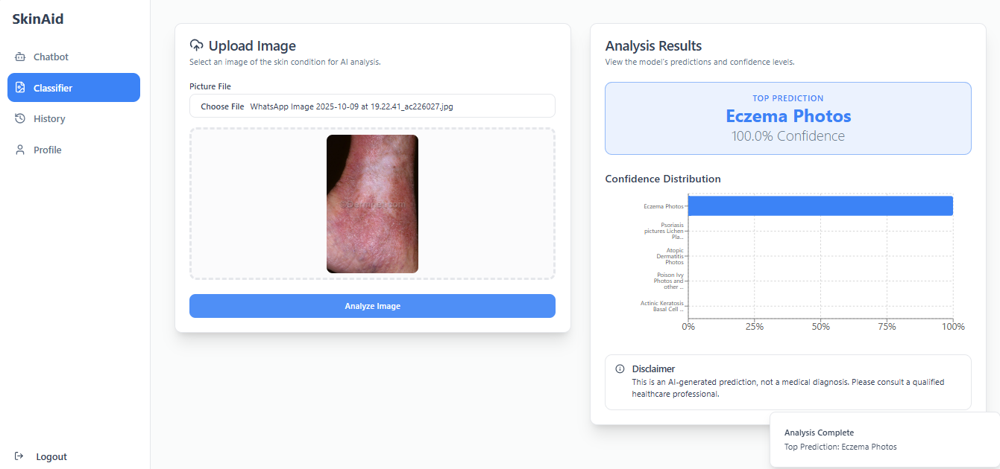 SkinAid
Chatbot
Classifier
History
Profile
Logout
Upload Image
Select an image of the skin condition for AI analysis.
Picture File
Choose File WhatsApp Image 2025-10-09 at 19.22.41_ac226027.jpg
Analyze Image
Analysis Results
View the model's predictions and confidence levels.
TOP PREDICTION
Eczema Photos
100.0% Confidence
Confidence Distribution
Eczema Photos
Psoriasis
pictures Lichen
Pla...
Atopic
Dermatitis
Photos
Poison Ivy
Photos and
other ...
Actinic Keratosis
Basal Cell ...
0% 25% 50% 75% 100%
Disclaimer
This is an AI-generated prediction, not a medical diagnosis. Please consult a qualified
healthcare professional.
Analysis Complete
Top Prediction: Eczema Photos